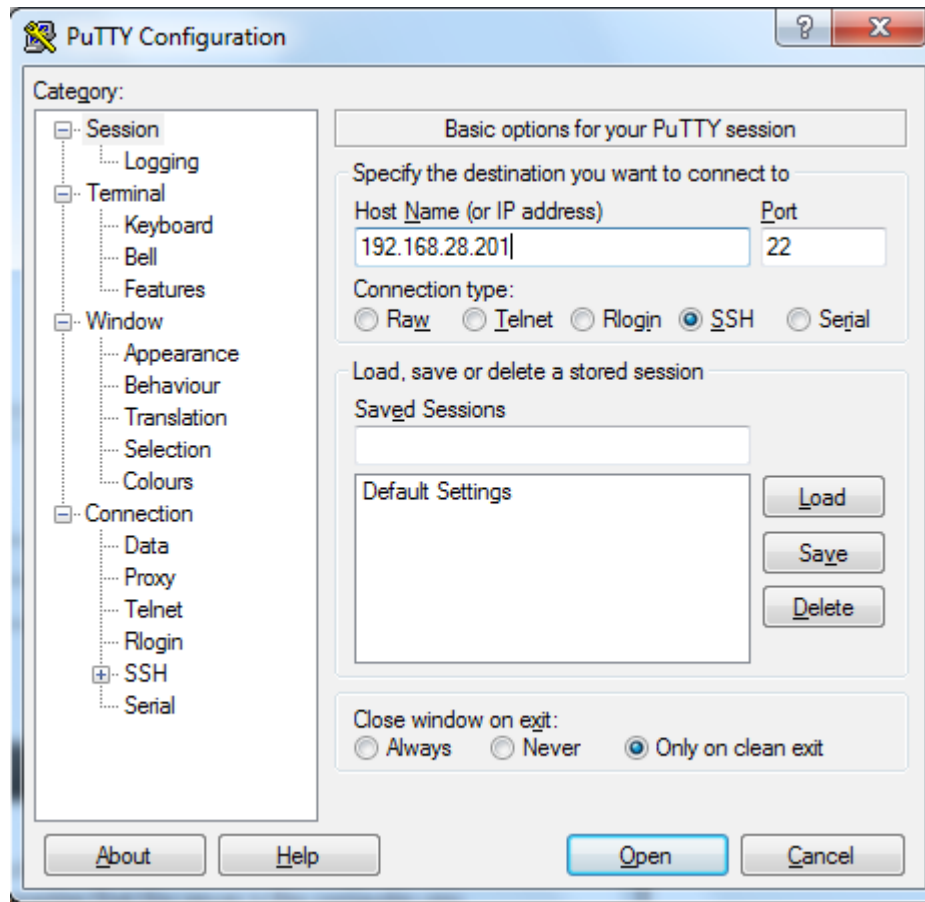 PuTTY Configuration
Category:
Session
Logging
Terminal
Keyboard
Bell
Features
Window
Appearance
Behaviour
Translation
Selection
Colours
Connection
Data
Proxy
Telnet
Rlogin
SSH
Serial
Basic options for your PuTTY session
Specify the destination you want to connect to
Host Name (or IP address) Port
192.168.28.201 22
Connection type:
Raw Telnet Rlogin SSH Serial
Load, save or delete a stored session
Saved Sessions
Default Settings
Load
Save
Delete
Close window on exit:
Always Never Only on clean exit
About Help Open Cancel